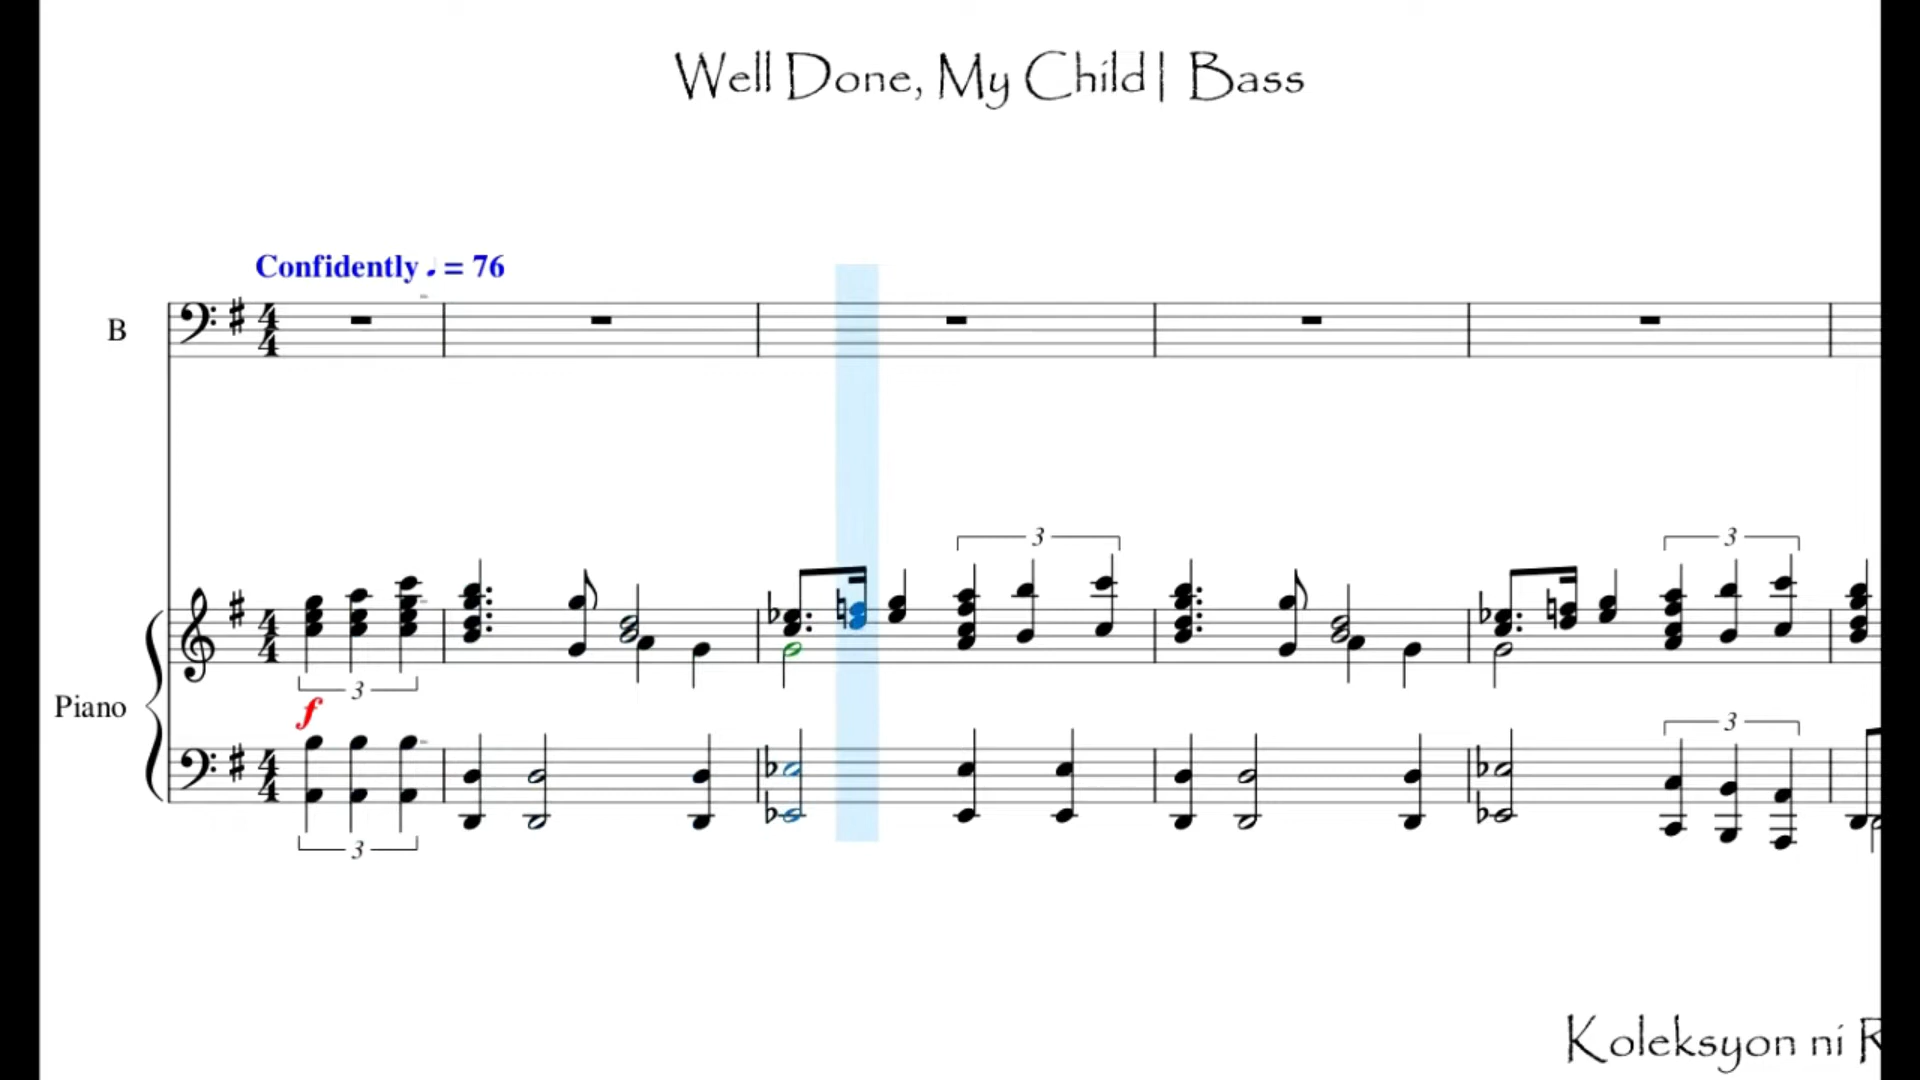 Well Done, My Child | Bass
Confidently ♩ = 76
B
3 3
3
f
Piano
3
3
Koleksyon ni